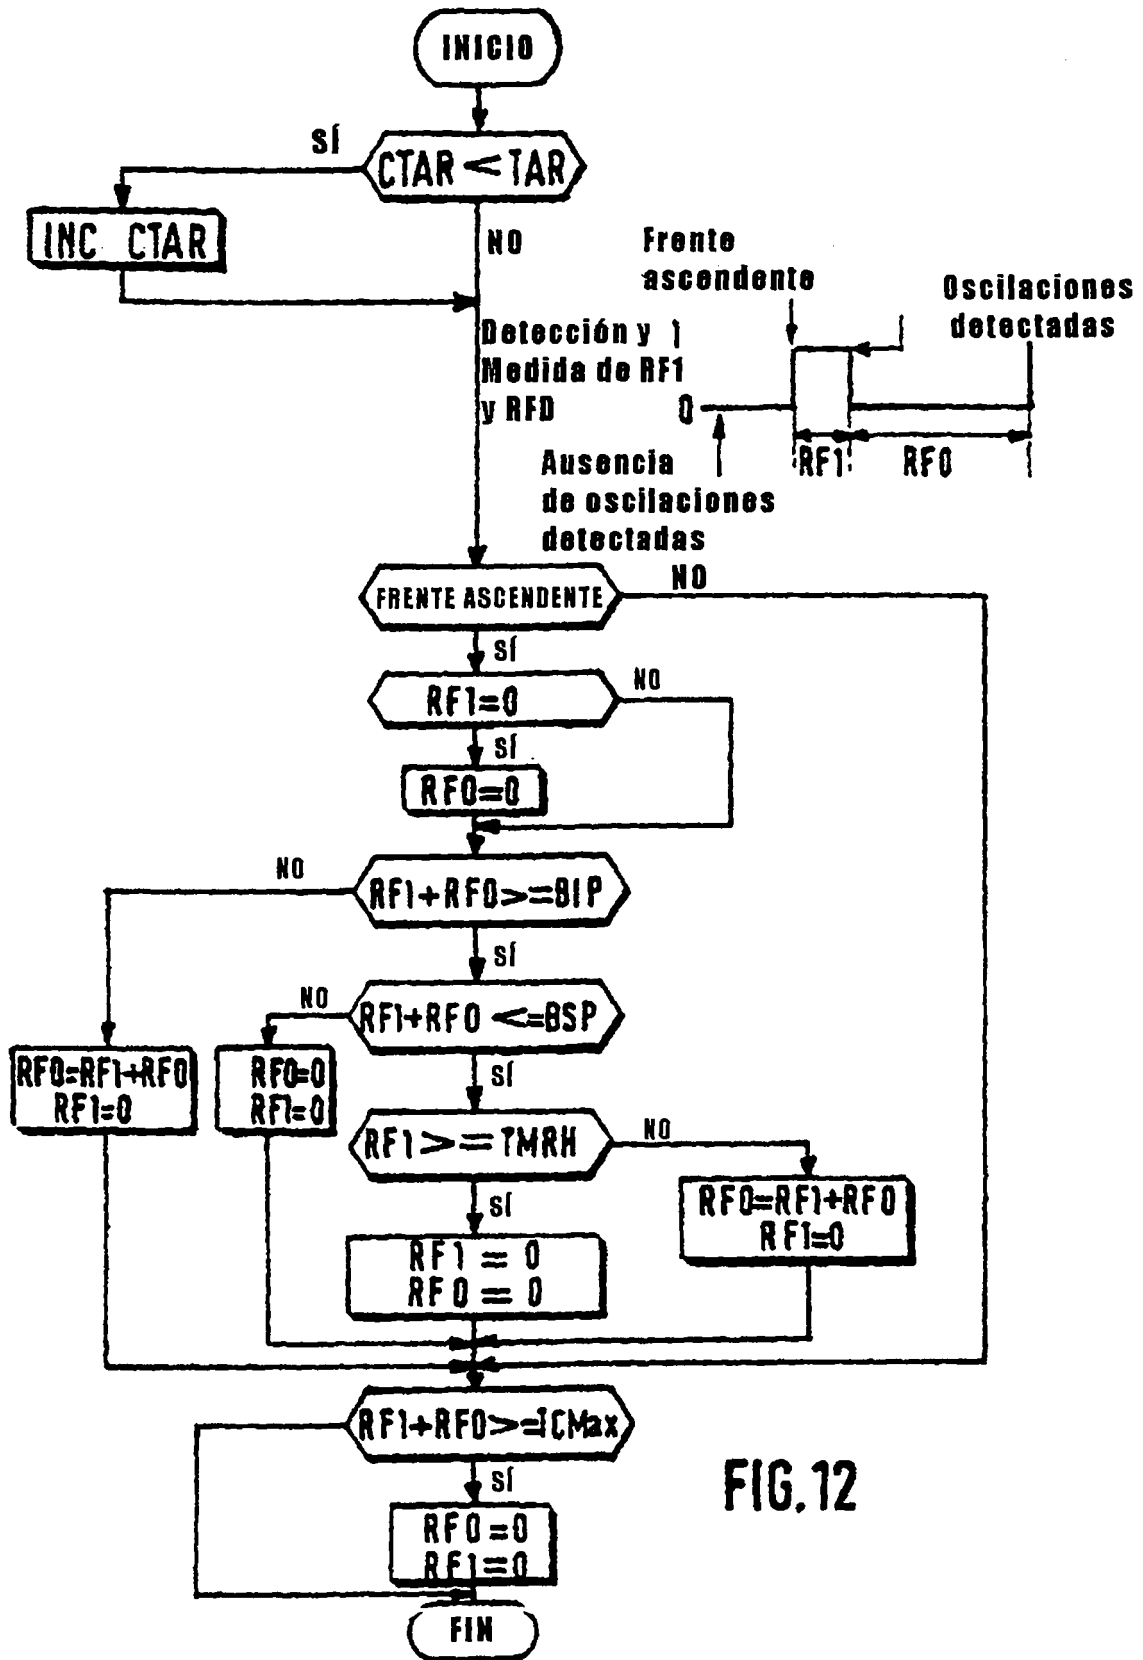 INICIO
SÍ
CTAR < TAR
INC CTAR
NO
Frente
ascendente
Oscilaciones
detectadas
Detección y
Medida de RF1
y RFD
1
0
RF1
RF0
Ausencia
de oscilaciones
detectadas
FRENTE ASCENDENTE
NO
SÍ
RF1=0
NO
SÍ
RF0=0
RF1+RF0>=BIP
NO
SÍ
RF1+RF0 <=BSP
NO
SÍ
RF0=RF1+RF0
RF1=0
RF0=0
RF1=0
RF1 >= TMRH
NO
SÍ
RF0=RF1+RF0
RF1=0
RF1 = 0
RF0 = 0
RF1+RF0>=TCMax
SÍ
RF0=0
RF1=0
FIN
FIG.12